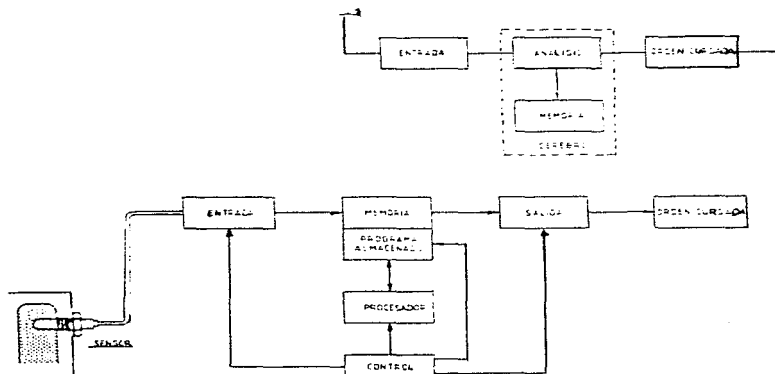 ENTRADA
ANALISIS
ORDEN CURSADA
MEMORIA
CEREBRO
ENTRADA
MEMORIA
SALIDA
ORDEN CURSADA
PROGRAMA
ALMACENADO
PROCESADOR
SENSOR
CONTROL